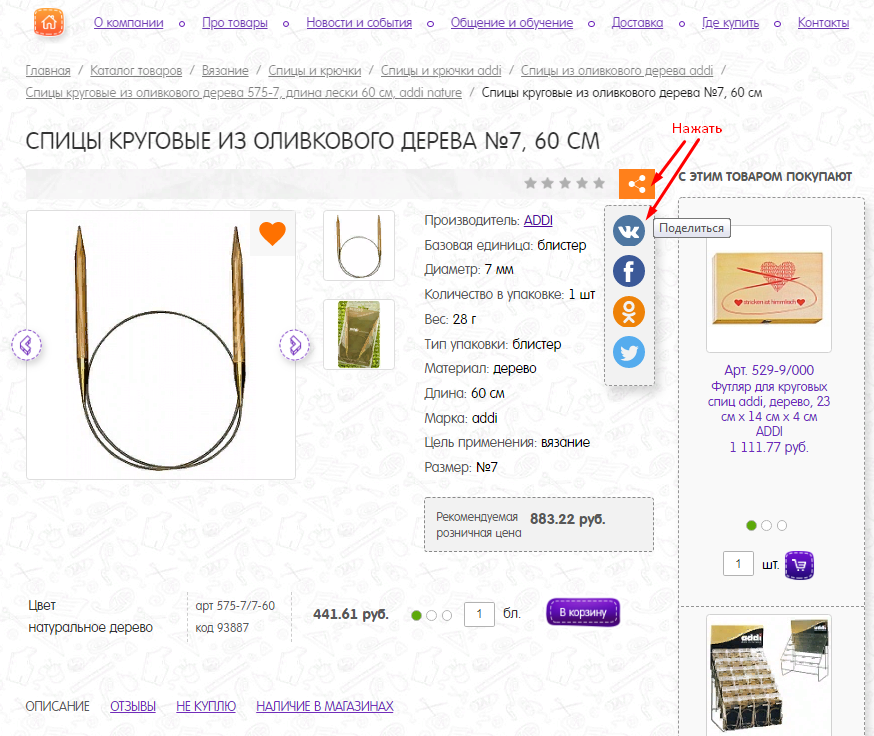 О компании
Про товары
Новости и события
Общение и обучение
Доставка
Где купить
Контакты
Главная / Каталог товаров / Вязание / Спицы и крючки / Спицы и крючки addi / Спицы из оливкового дерева addi /
Спицы круговые из оливкового дерева 575-7, длина лески 60 см, addi nature / Спицы круговые из оливкового дерева №7, 60 см
СПИЦЫ КРУГОВЫЕ ИЗ ОЛИВКОВОГО ДЕРЕВА №7, 60 СМ
Нажать
Поделиться
Производитель: ADDI
Базовая единица: блистер
Диаметр: 7 мм
Количество в упаковке: 1 шт
Вес: 28 г
Тип упаковки: блистер
Материал: дерево
Длина: 60 см
Марка: addi
Цель применения: вязание
Размер: №7
Рекомендуемая
розничная цена
883.22 руб.
Цвет
натуральное дерево
арт 575-7/7-60
код 93887
441.61 руб.
1
бл.
В корзину
ОПИСАНИЕ
ОТЗЫВЫ
НЕ КУПЛЮ
НАЛИЧИЕ В МАГАЗИНАХ
С ЭТИМ ТОВАРОМ ПОКУПАЮТ
Арт. 529-9/000
Футляр для круговых
спиц addi, дерево, 23
см х 14 см х 4 см
ADDI
1 111.77 руб.
1
шт.
addi